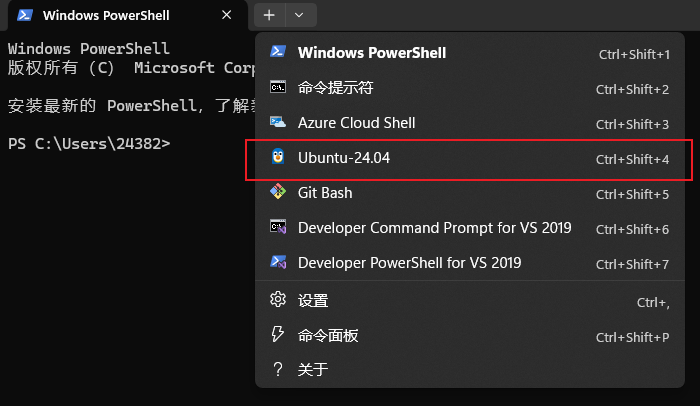 Windows PowerShell
Windows PowerShell
版权所有 (C) Microsoft Corp
安装最新的 PowerShell，了解
PS C:\Users\24382>
Windows PowerShell Ctrl+Shift+1
命令提示符 Ctrl+Shift+2
Azure Cloud Shell Ctrl+Shift+3
Ubuntu-24.04 Ctrl+Shift+4
Git Bash Ctrl+Shift+5
Developer Command Prompt for VS 2019 Ctrl+Shift+6
Developer PowerShell for VS 2019 Ctrl+Shift+7
设置 Ctrl+,
命令面板 Ctrl+Shift+P
关于